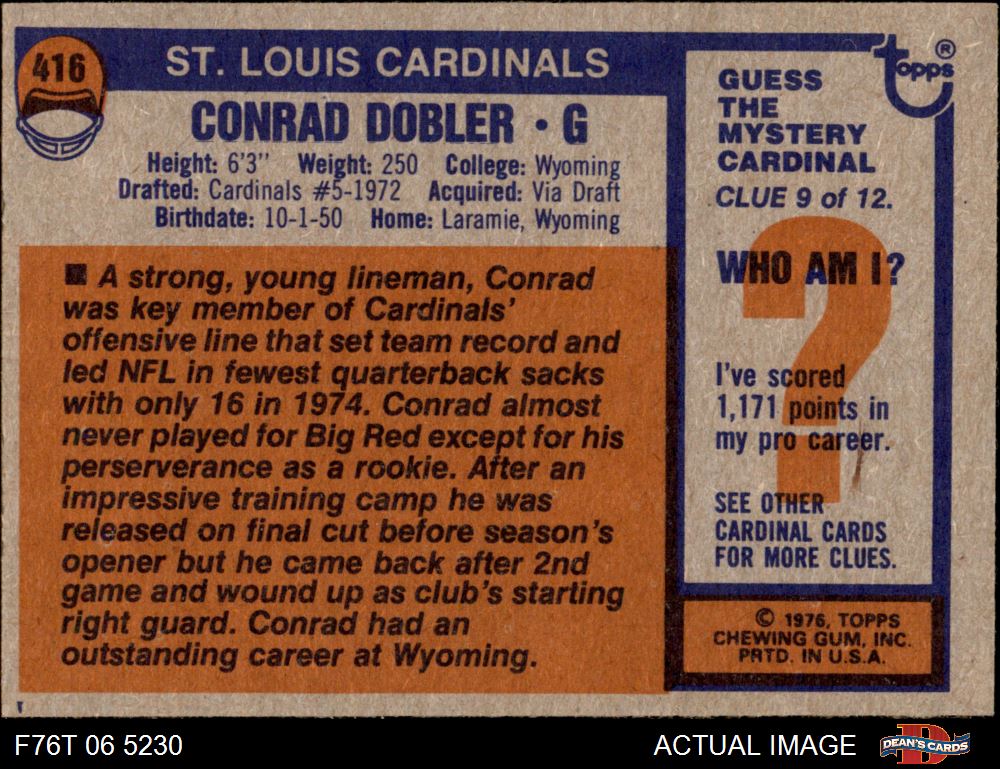 416
ST. LOUIS CARDINALS
CONRAD DOBLER • G
Height: 6'3" Weight: 250 College: Wyoming
Drafted: Cardinals #5-1972 Acquired: Via Draft
Birthdate: 10-1-50 Home: Laramie, Wyoming
■ A strong, young lineman, Conrad
was key member of Cardinals'
offensive line that set team record and
led NFL in fewest quarterback sacks
with only 16 in 1974. Conrad almost
never played for Big Red except for his
perserverance as a rookie. After an
impressive training camp he was
released on final cut before season's
opener but he came back after 2nd
game and wound up as club's starting
right guard. Conrad had an
outstanding career at Wyoming.
topps ®
GUESS
THE
MYSTERY
CARDINAL
CLUE 9 of 12.
?
WHO AM I?
I've scored
1,171 points in
my pro career.
SEE OTHER
CARDINAL CARDS
FOR MORE CLUES.
© 1976, TOPPS
CHEWING GUM, INC.
PRTD. IN U.S.A.
F76T 06 5230
ACTUAL IMAGE
DEAN'S CARDS